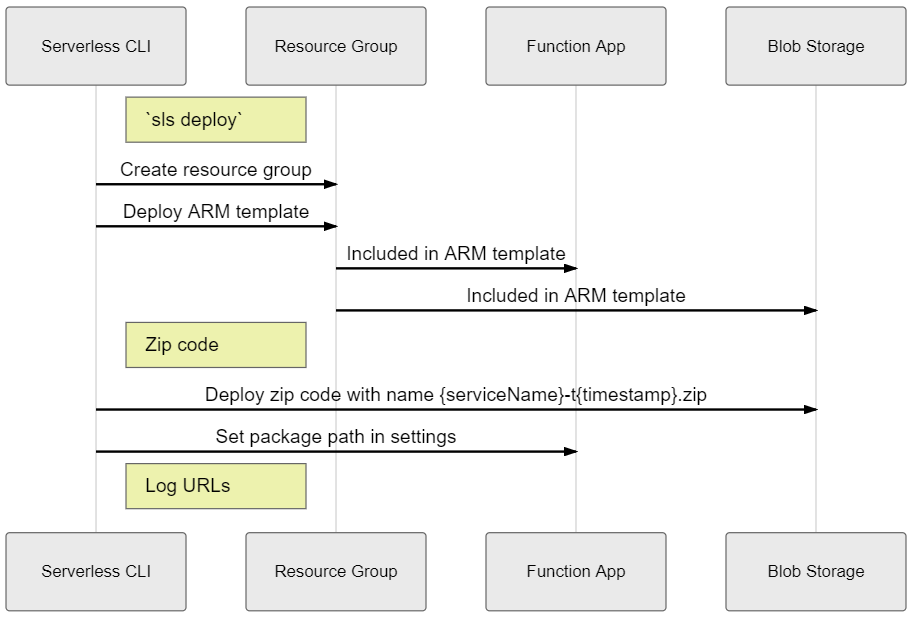 Serverless CLI
Resource Group
Function App
Blob Storage
`sls deploy`
Create resource group
Deploy ARM template
Included in ARM template
Included in ARM template
Zip code
Deploy zip code with name {serviceName}-t{timestamp}.zip
Set package path in settings
Log URLs
Serverless CLI
Resource Group
Function App
Blob Storage